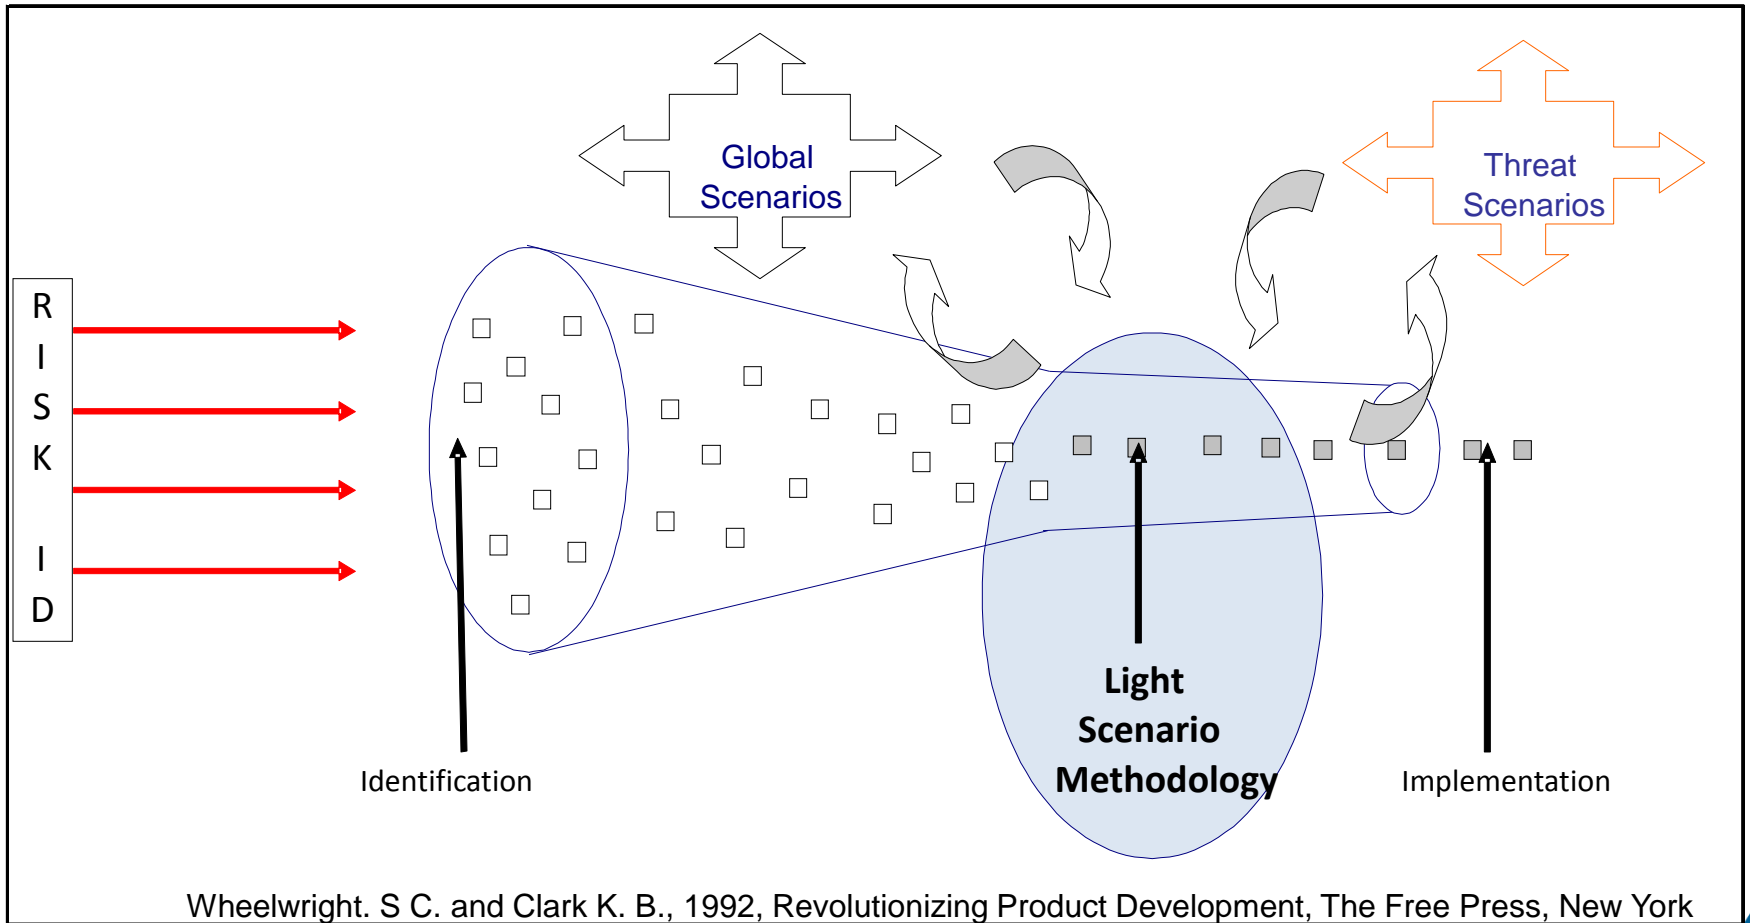 Global
Scenarios
Threat
Scenarios
R
I
S
K
I
D
Light
Scenario
Methodology
Identification
Implementation
Wheelwright. S C. and Clark K. B., 1992, Revolutionizing Product Development, The Free Press, New York